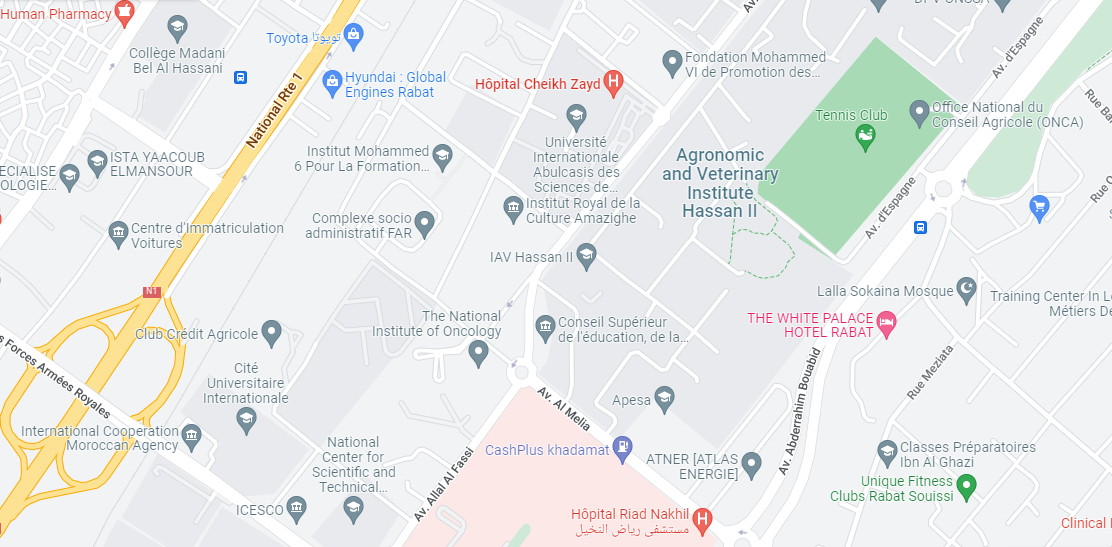 Human Pharmacy
Collège Madani
Bel Al Hassani
Toyota تويوتا
Hyundai : Global
Engines Rabat
National Rte 1
Hôpital Cheikh Zayd
Fondation Mohammed
VI de Promotion des...
Av. d'Espagne
Tennis Club
Office National du
Conseil Agricole (ONCA)
ISTA YAACOUB
ELMANSOUR
ECIALISE
OLOGIE...
Institut Mohammed
6 Pour La Formation...
Université
Internationale
Abulcasis des
Sciences de...
Agronomic
and Veterinary
Institute
Hassan II
Institut Royal de la
Culture Amazighe
Complexe socio
administratif FAR
Centre d'Immatriculation
Voitures
Av. d'Espagne
IAV Hassan II
N1
Lalla Sokaina Mosque
Training Center In L
Métiers De
The National
Institute of Oncology
Conseil Supérieur
de l'éducation, de la...
THE WHITE PALACE
HOTEL RABAT
Club Crédit Agricole
s Forces Armées Royales
Cité
Universitaire
Internationale
Rue Meziata
Av. Abderrahim Bouabid
Av. Al Melia
Apesa
International Cooperation
Moroccan Agency
National
Center for
Scientific and
Technical...
Av. Allal Al Fassi
CashPlus khadamat
ATNER [ATLAS
ENERGIE]
Classes Préparatoires
Ibn Al Ghazi
Unique Fitness
Clubs Rabat Souissi
ICESCO
Hôpital Riad Nakhil
مستشفى رياض النخيل
Clinical